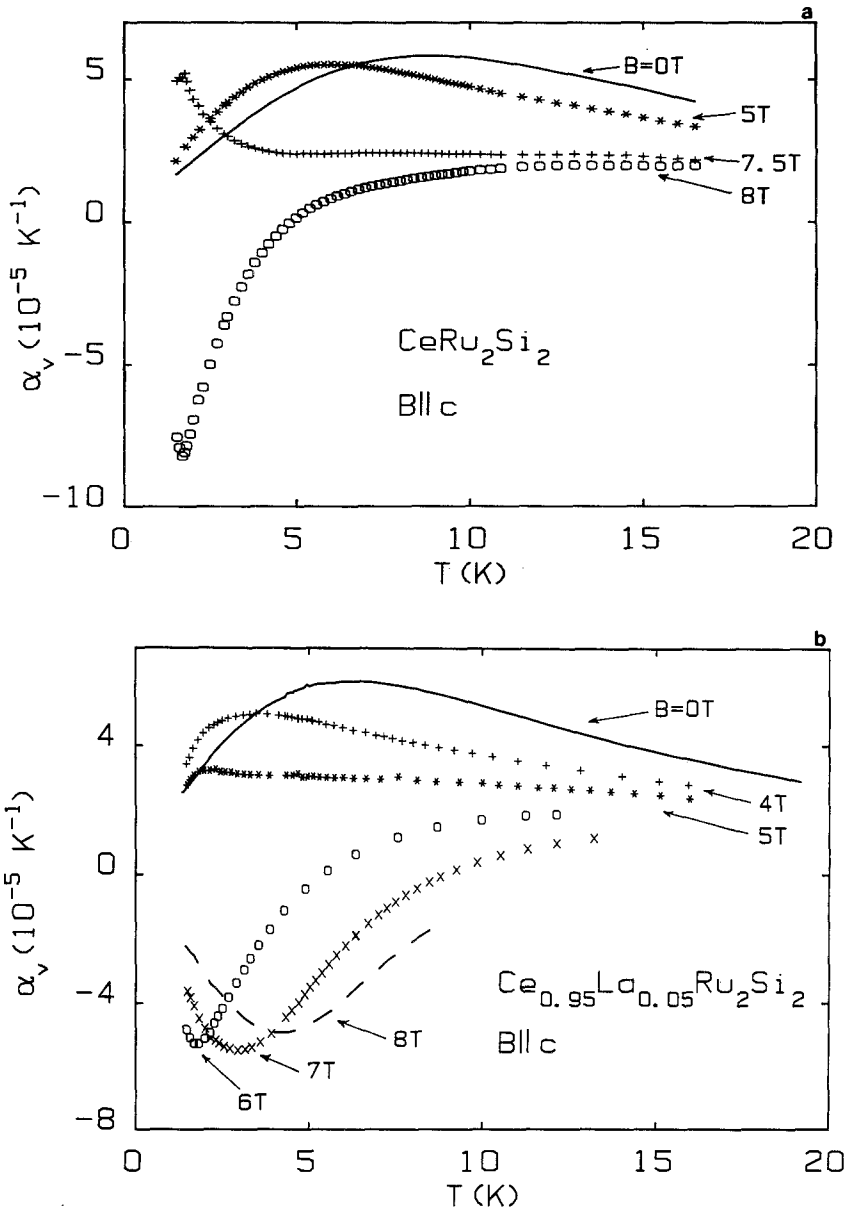 a
5
0
-5
-10
α_v (10⁻⁵ K⁻¹)
B=0T
5T
7.5T
8T
CeRu₂Si₂
B∥c
0 5 10 15 20
T (K)
b
4
0
-4
-8
α_v (10⁻⁵ K⁻¹)
B=0T
4T
5T
8T
7T
6T
Ce₀.₉₅La₀.₀₅Ru₂Si₂
B∥c
0 5 10 15 20
T (K)